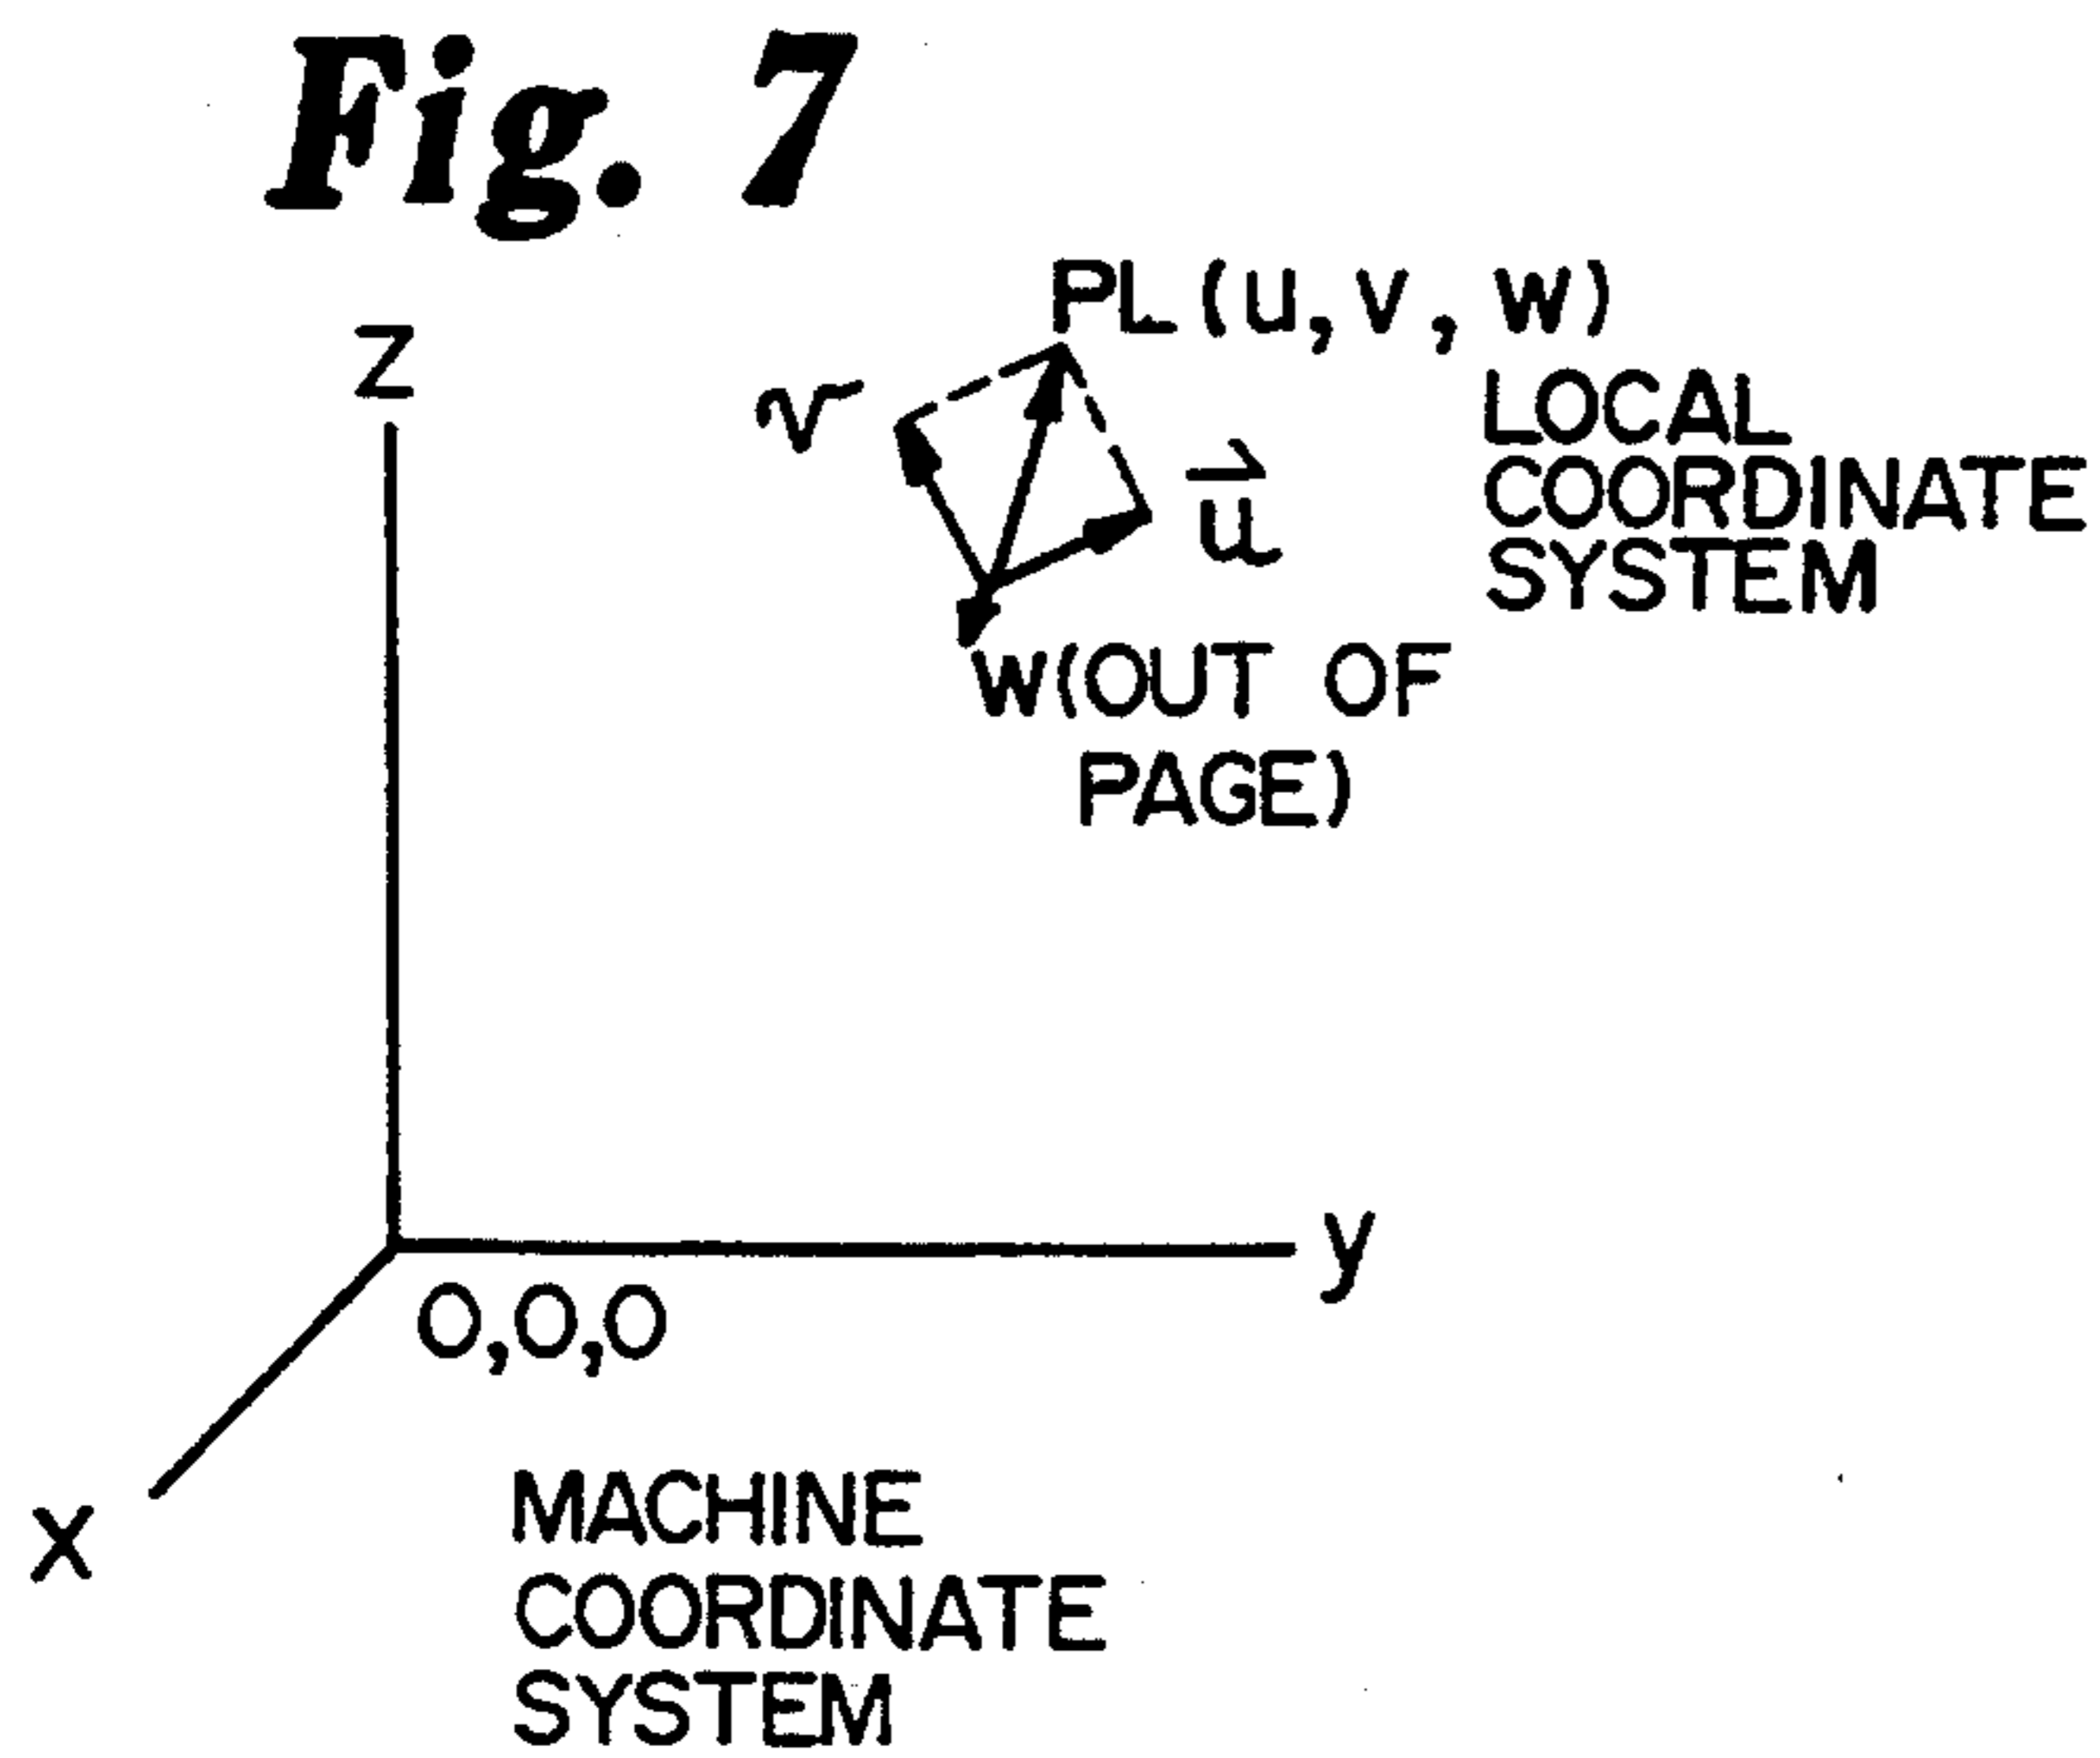 Fig. 7
PL(u,v,w)
Z
v
u
LOCAL
COORDINATE
SYSTEM
W(OUT OF
PAGE)
y
0,0,0
X
MACHINE
COORDINATE
SYSTEM